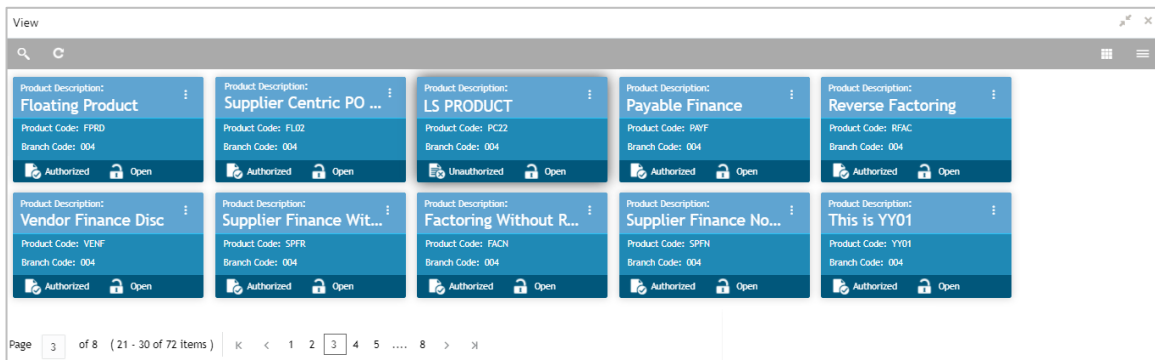 View
Product Description:
Floating Product
Product Code: FPRD
Branch Code: 004
Authorized Open
Product Description:
Supplier Centric PO ...
Product Code: FL02
Branch Code: 004
Authorized Open
Product Description:
LS PRODUCT
Product Code: PC22
Branch Code: 004
Unauthorized Open
Product Description:
Payable Finance
Product Code: PAYF
Branch Code: 004
Authorized Open
Product Description:
Reverse Factoring
Product Code: RFAC
Branch Code: 004
Authorized Open
Product Description:
Vendor Finance Disc
Product Code: VENF
Branch Code: 004
Authorized Open
Product Description:
Supplier Finance Wit...
Product Code: SPFR
Branch Code: 004
Authorized Open
Product Description:
Factoring Without R...
Product Code: FACN
Branch Code: 004
Authorized Open
Product Description:
Supplier Finance No...
Product Code: SPFN
Branch Code: 004
Authorized Open
Product Description:
This is YY01
Product Code: YY01
Branch Code: 004
Authorized Open
Page 3 of 8 ( 21 - 30 of 72 items ) 1 2 3 4 5 .... 8